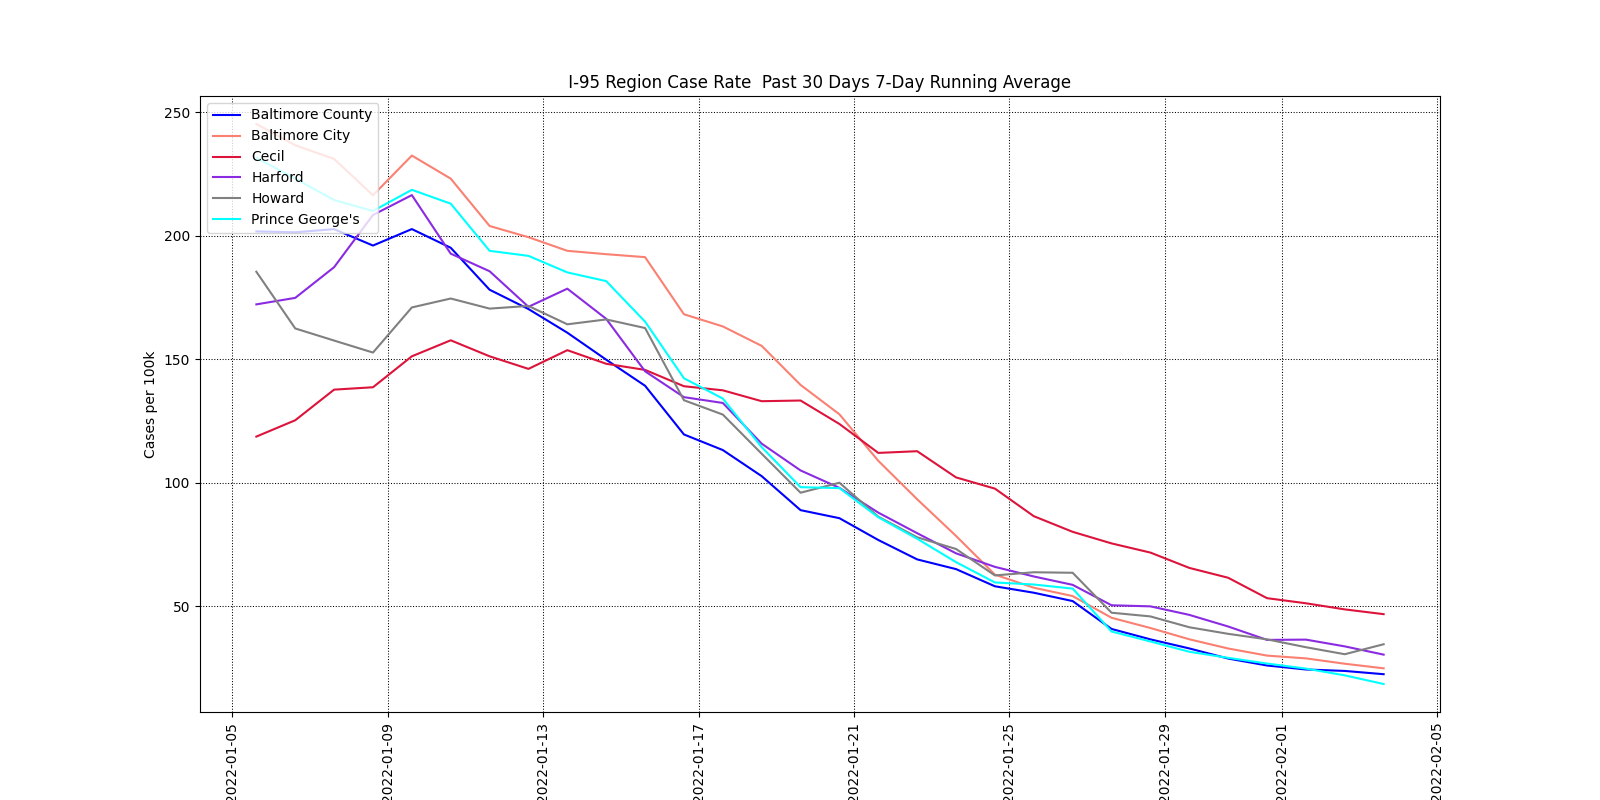 I-95 Region Case Rate  Past 30 Days 7-Day Running Average
Baltimore County
Baltimore City
Cecil
Harford
Howard
Prince George's
Cases per 100k
250
200
150
100
50
2022-01-05
2022-01-09
2022-01-13
2022-01-17
2022-01-21
2022-01-25
2022-01-29
2022-02-01
2022-02-05